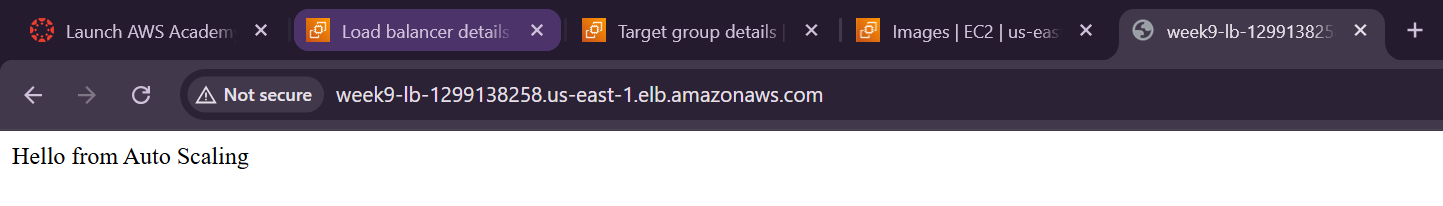 Launch AWS Academ
Load balancer details
Target group details |
Images | EC2 | us-eas
week9-lb-129913825
Not secure
week9-lb-1299138258.us-east-1.elb.amazonaws.com
Hello from Auto Scaling